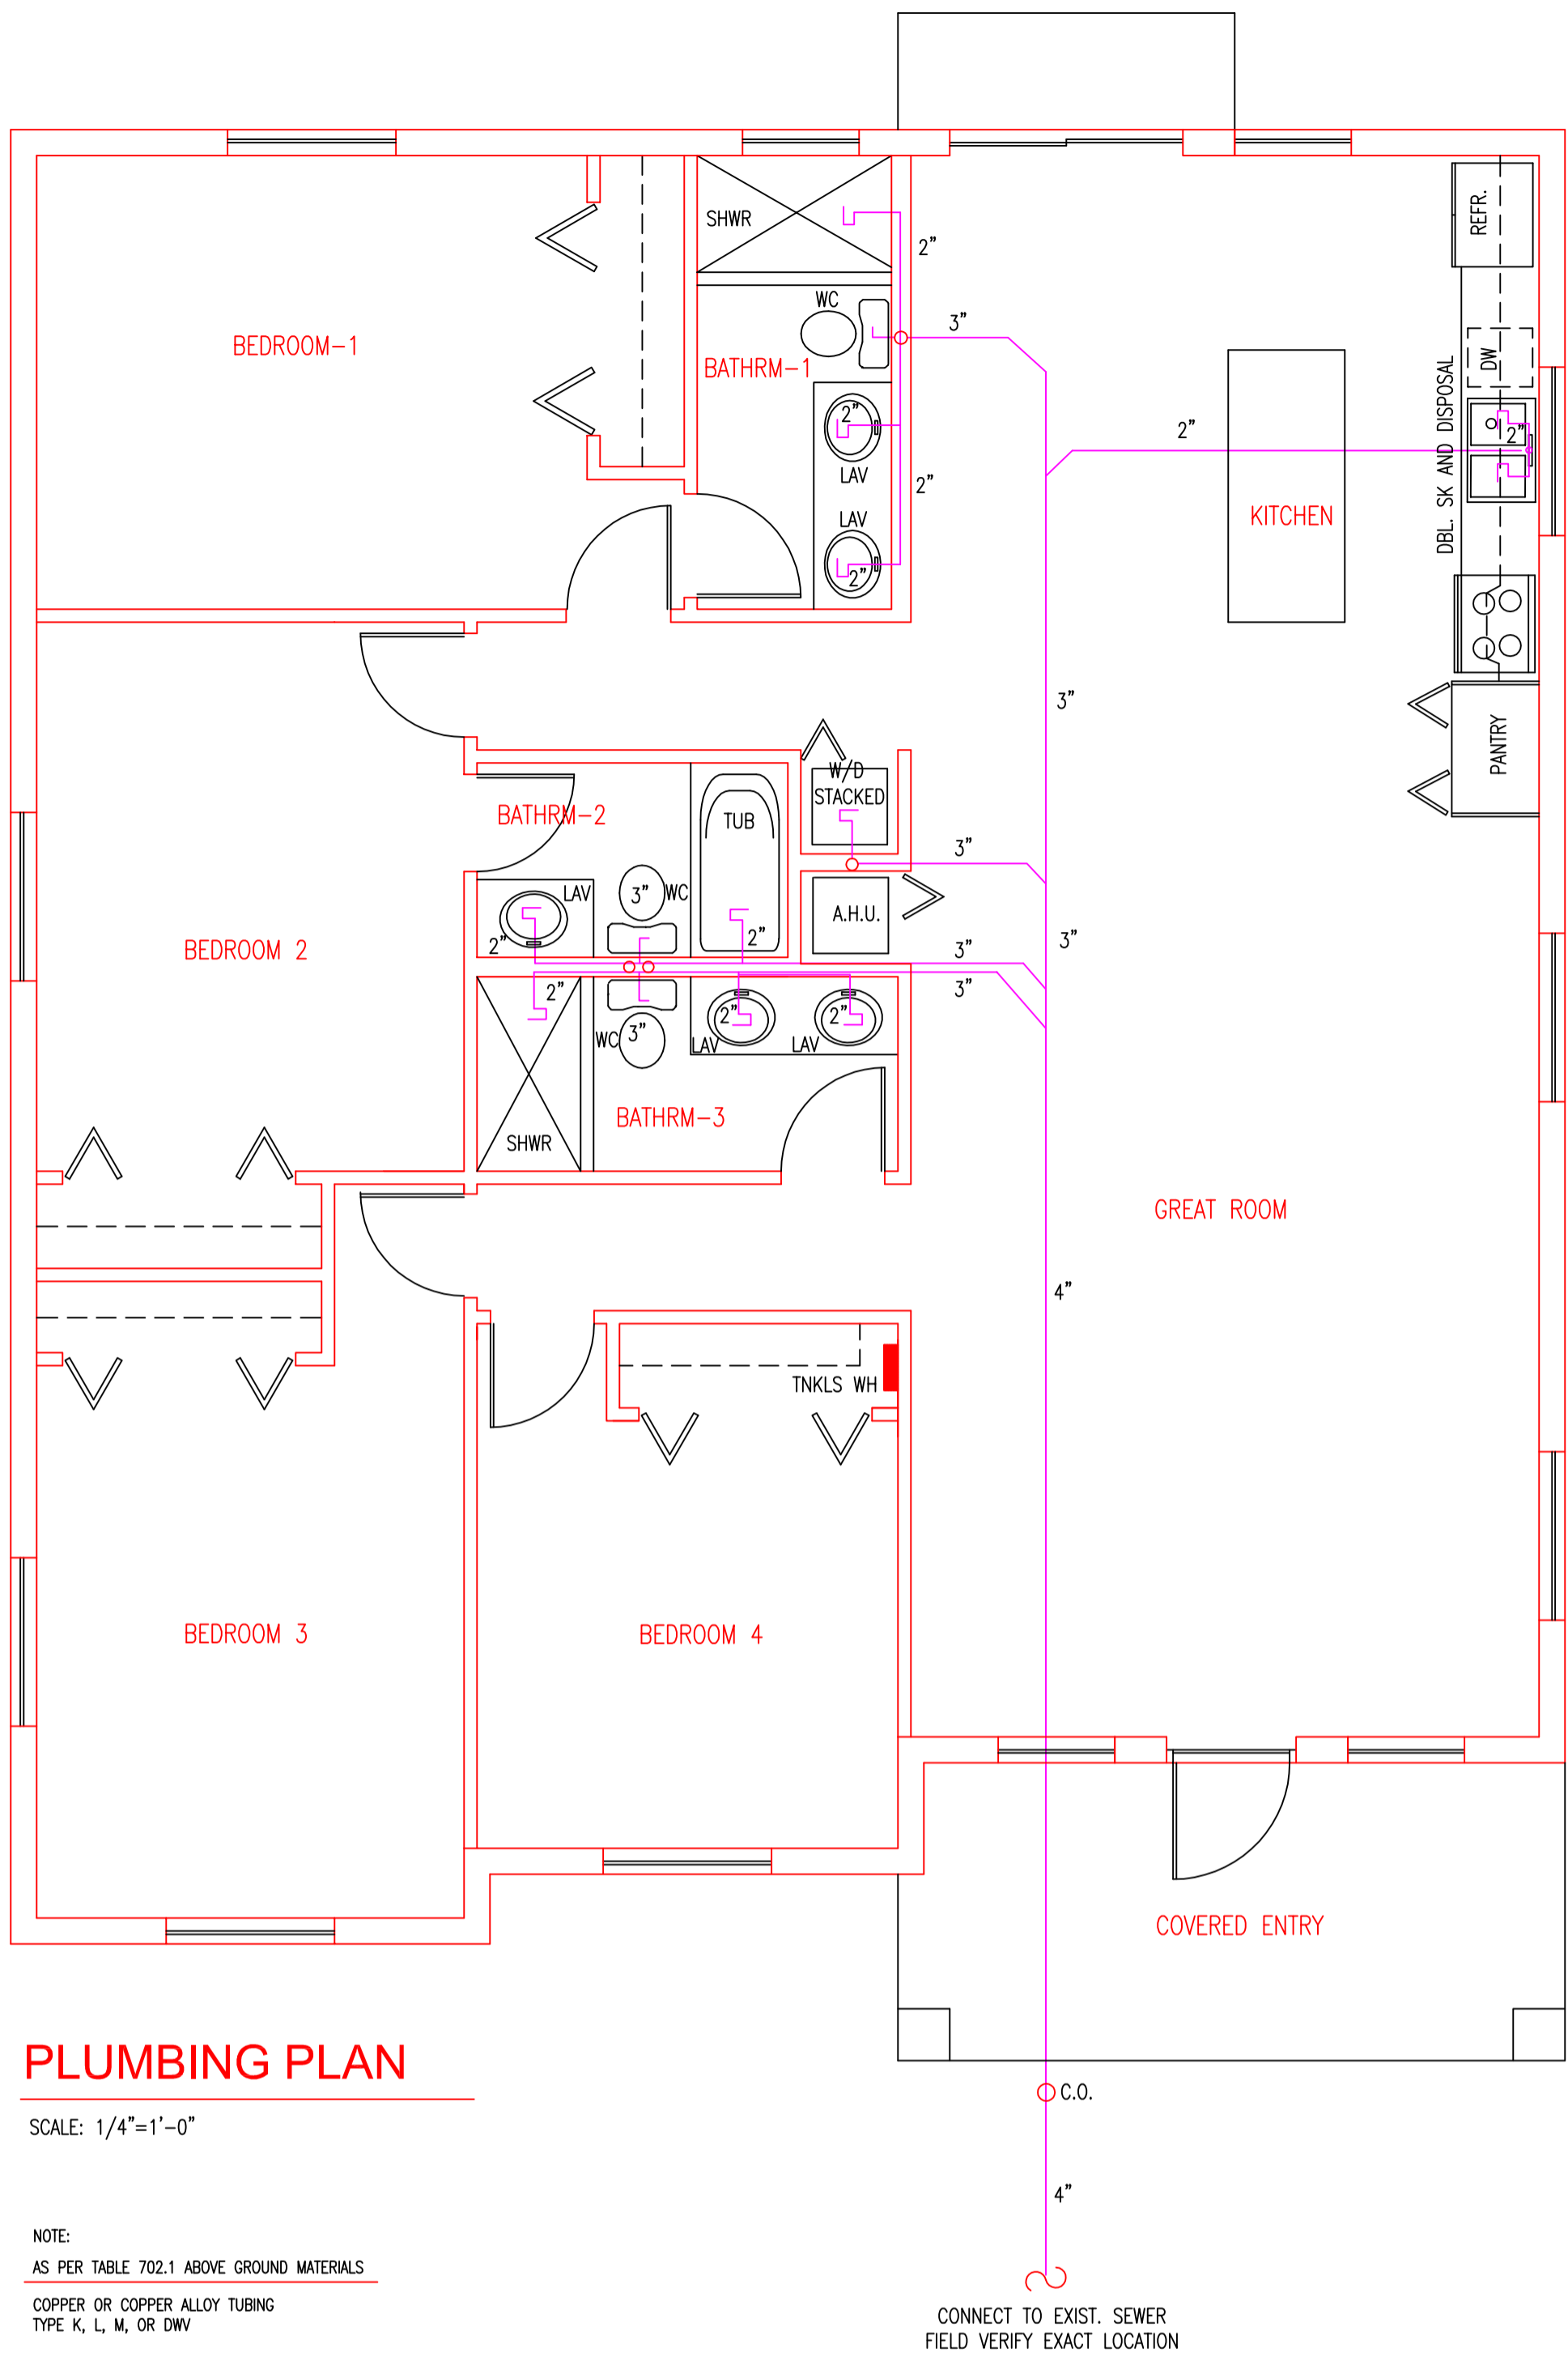 SHWR
2”
REFR.
WC
3”
BEDROOM-1
BATHRM-1
DW
DBL. SK AND DISPOSAL
2”
2”
2”
LAV
2”
LAV
KITCHEN
2”
3”
W/D
STACKED
PANTRY
BATHRM-2
TUB
3”
LAV
3”
WC
A.H.U.
BEDROOM 2
2”
2”
3”
3”
2”
3”
2”
2”
WC
3”
LAV
LAV
BATHRM-3
SHWR
GREAT ROOM
4”
TNKLS WH
BEDROOM 3
BEDROOM 4
COVERED ENTRY
PLUMBING PLAN
C.O.
SCALE: 1/4”=1’-0”
4”
NOTE:
AS PER TABLE 702.1 ABOVE GROUND MATERIALS
COPPER OR COPPER ALLOY TUBING
TYPE K, L, M, OR DWV
CONNECT TO EXIST. SEWER
FIELD VERIFY EXACT LOCATION